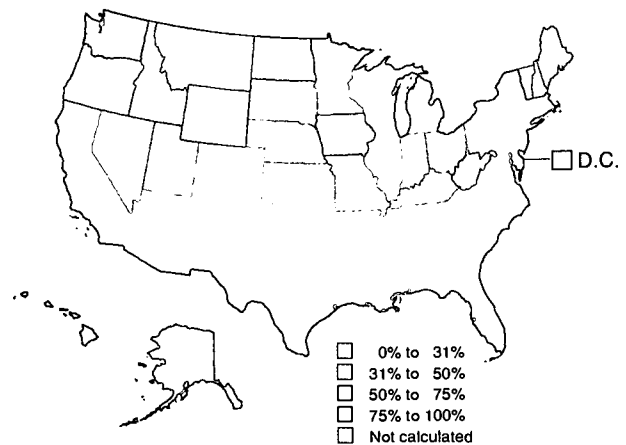 D.C.
0% to 31%
31% to 50%
50% to 75%
75% to 100%
Not calculated